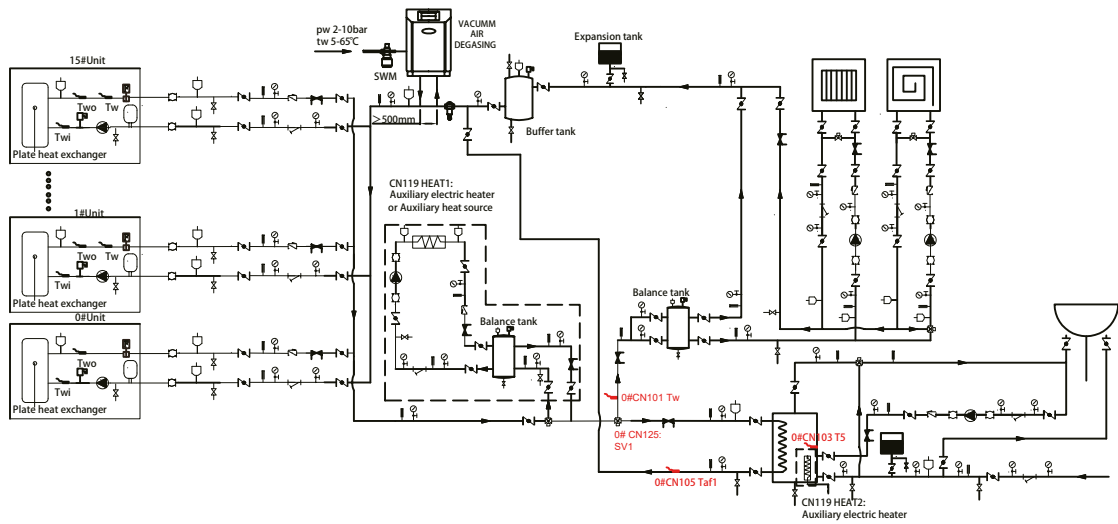 pw 2-10bar
tw 5-65℃
SWM
VACUMM
AIR
DEGASING
Expansion tank
15#Unit
Two
Tw
Twi
Plate heat exchanger
>500mm
Buffer tank
CN119 HEAT1:
Auxiliary electric heater
or Auxiliary heat source
1#Unit
Two
Tw
Twi
Plate heat exchanger
Balance tank
Balance tank
0#Unit
Two
Twi
Plate heat exchanger
0#CN101 Tw
0# CN125:
SV1
0#CN103 T5
0#CN105 Taf1
CN119 HEAT2:
Auxiliary electric heater